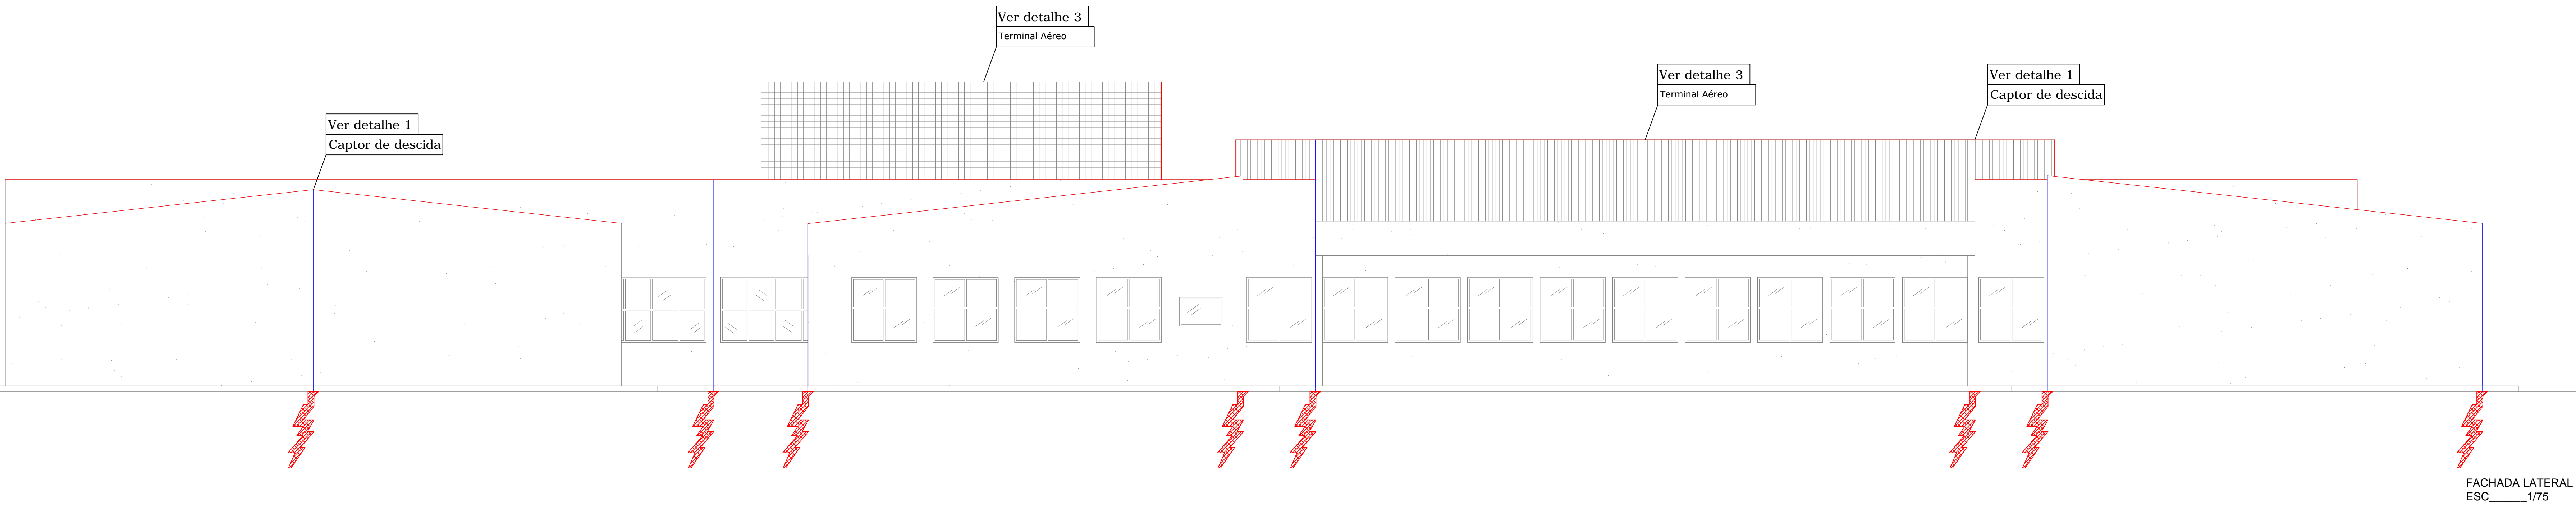 Ver detalhe 3
Terminal Aéreo
Ver detalhe 3
Terminal Aéreo
Ver detalhe 1
Captor de descida
Ver detalhe 1
Captor de descida
FACHADA LATERAL
ESC______1/75